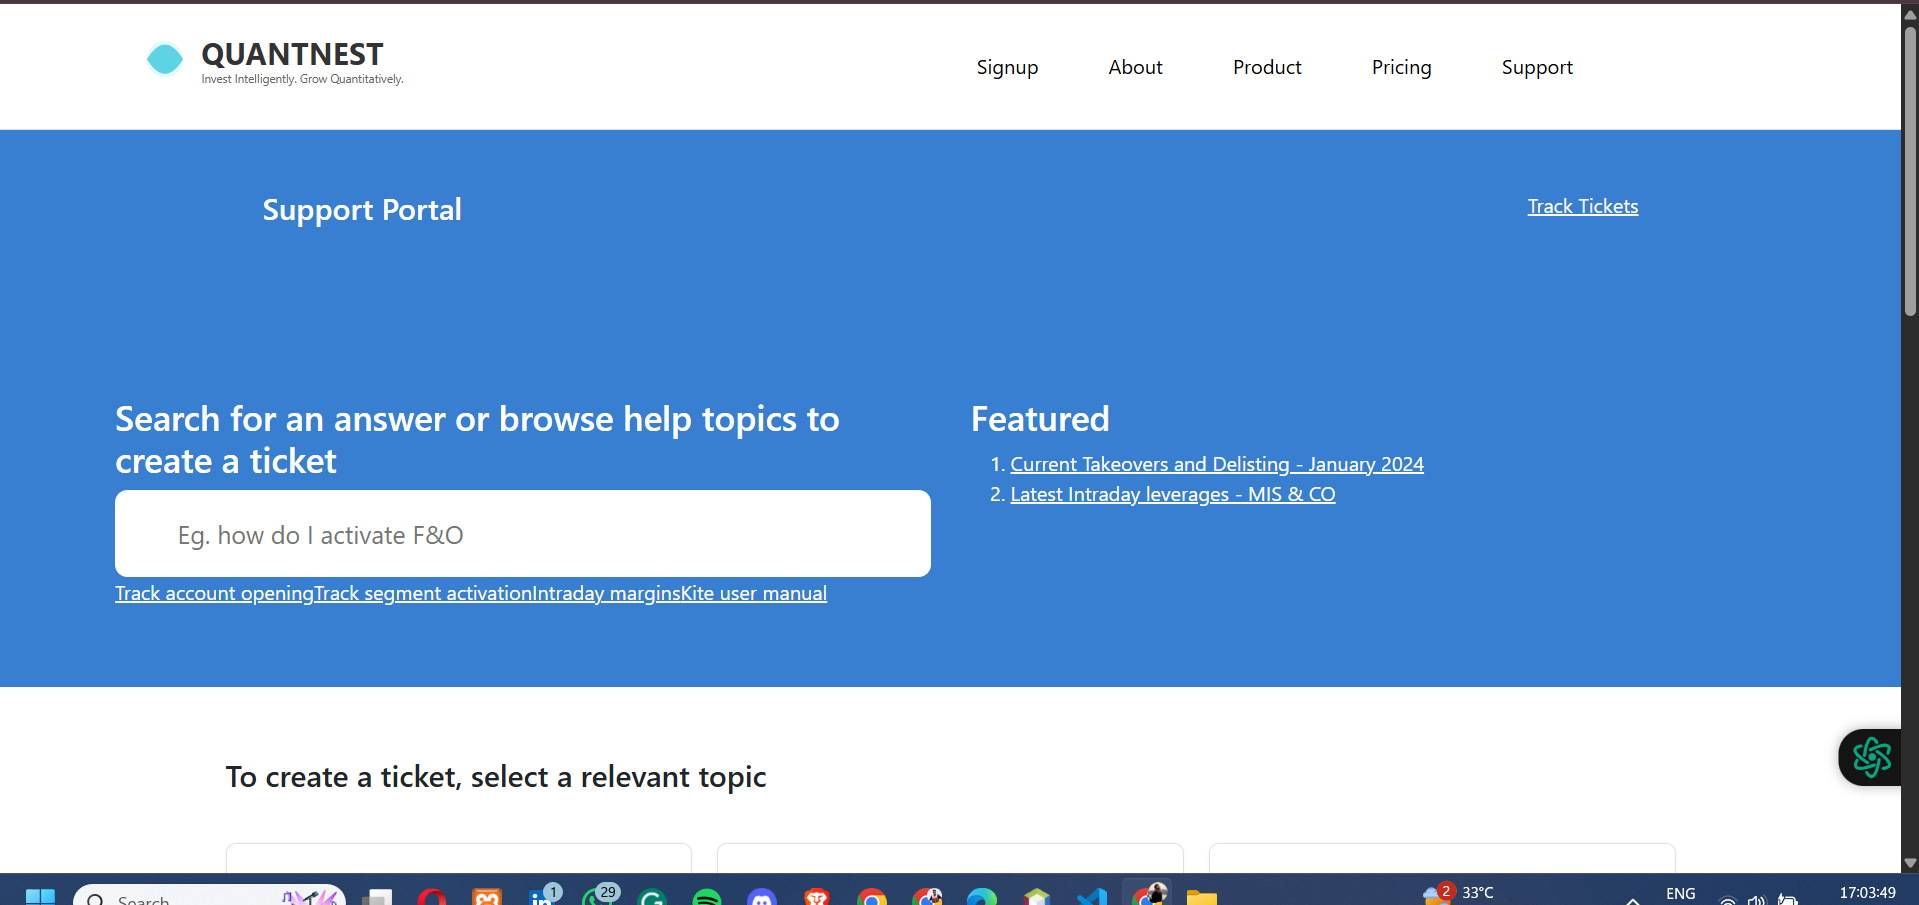 QUANTNEST
Invest Intelligently. Grow Quantitatively.
Signup
About
Product
Pricing
Support
Support Portal
Track Tickets
Search for an answer or browse help topics to
create a ticket
Eg. how do I activate F&O
Track account openingTrack segment activationIntraday marginsKite user manual
Featured
1. Current Takeovers and Delisting - January 2024
2. Latest Intraday leverages - MIS & CO
To create a ticket, select a relevant topic
Search
in
1
29
2
33°C
ENG
17:03:49